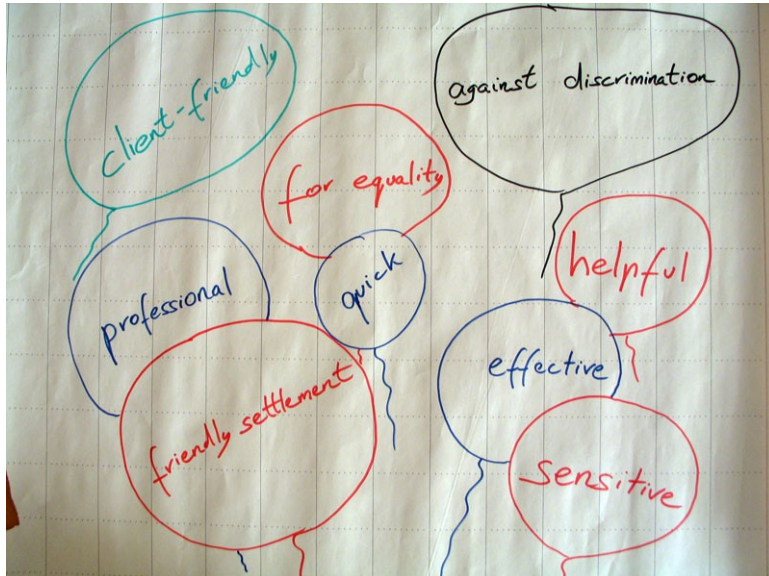 client-friendly
against discrimination
for equality
helpful
professional
quick
effective
friendly settlement
sensitive